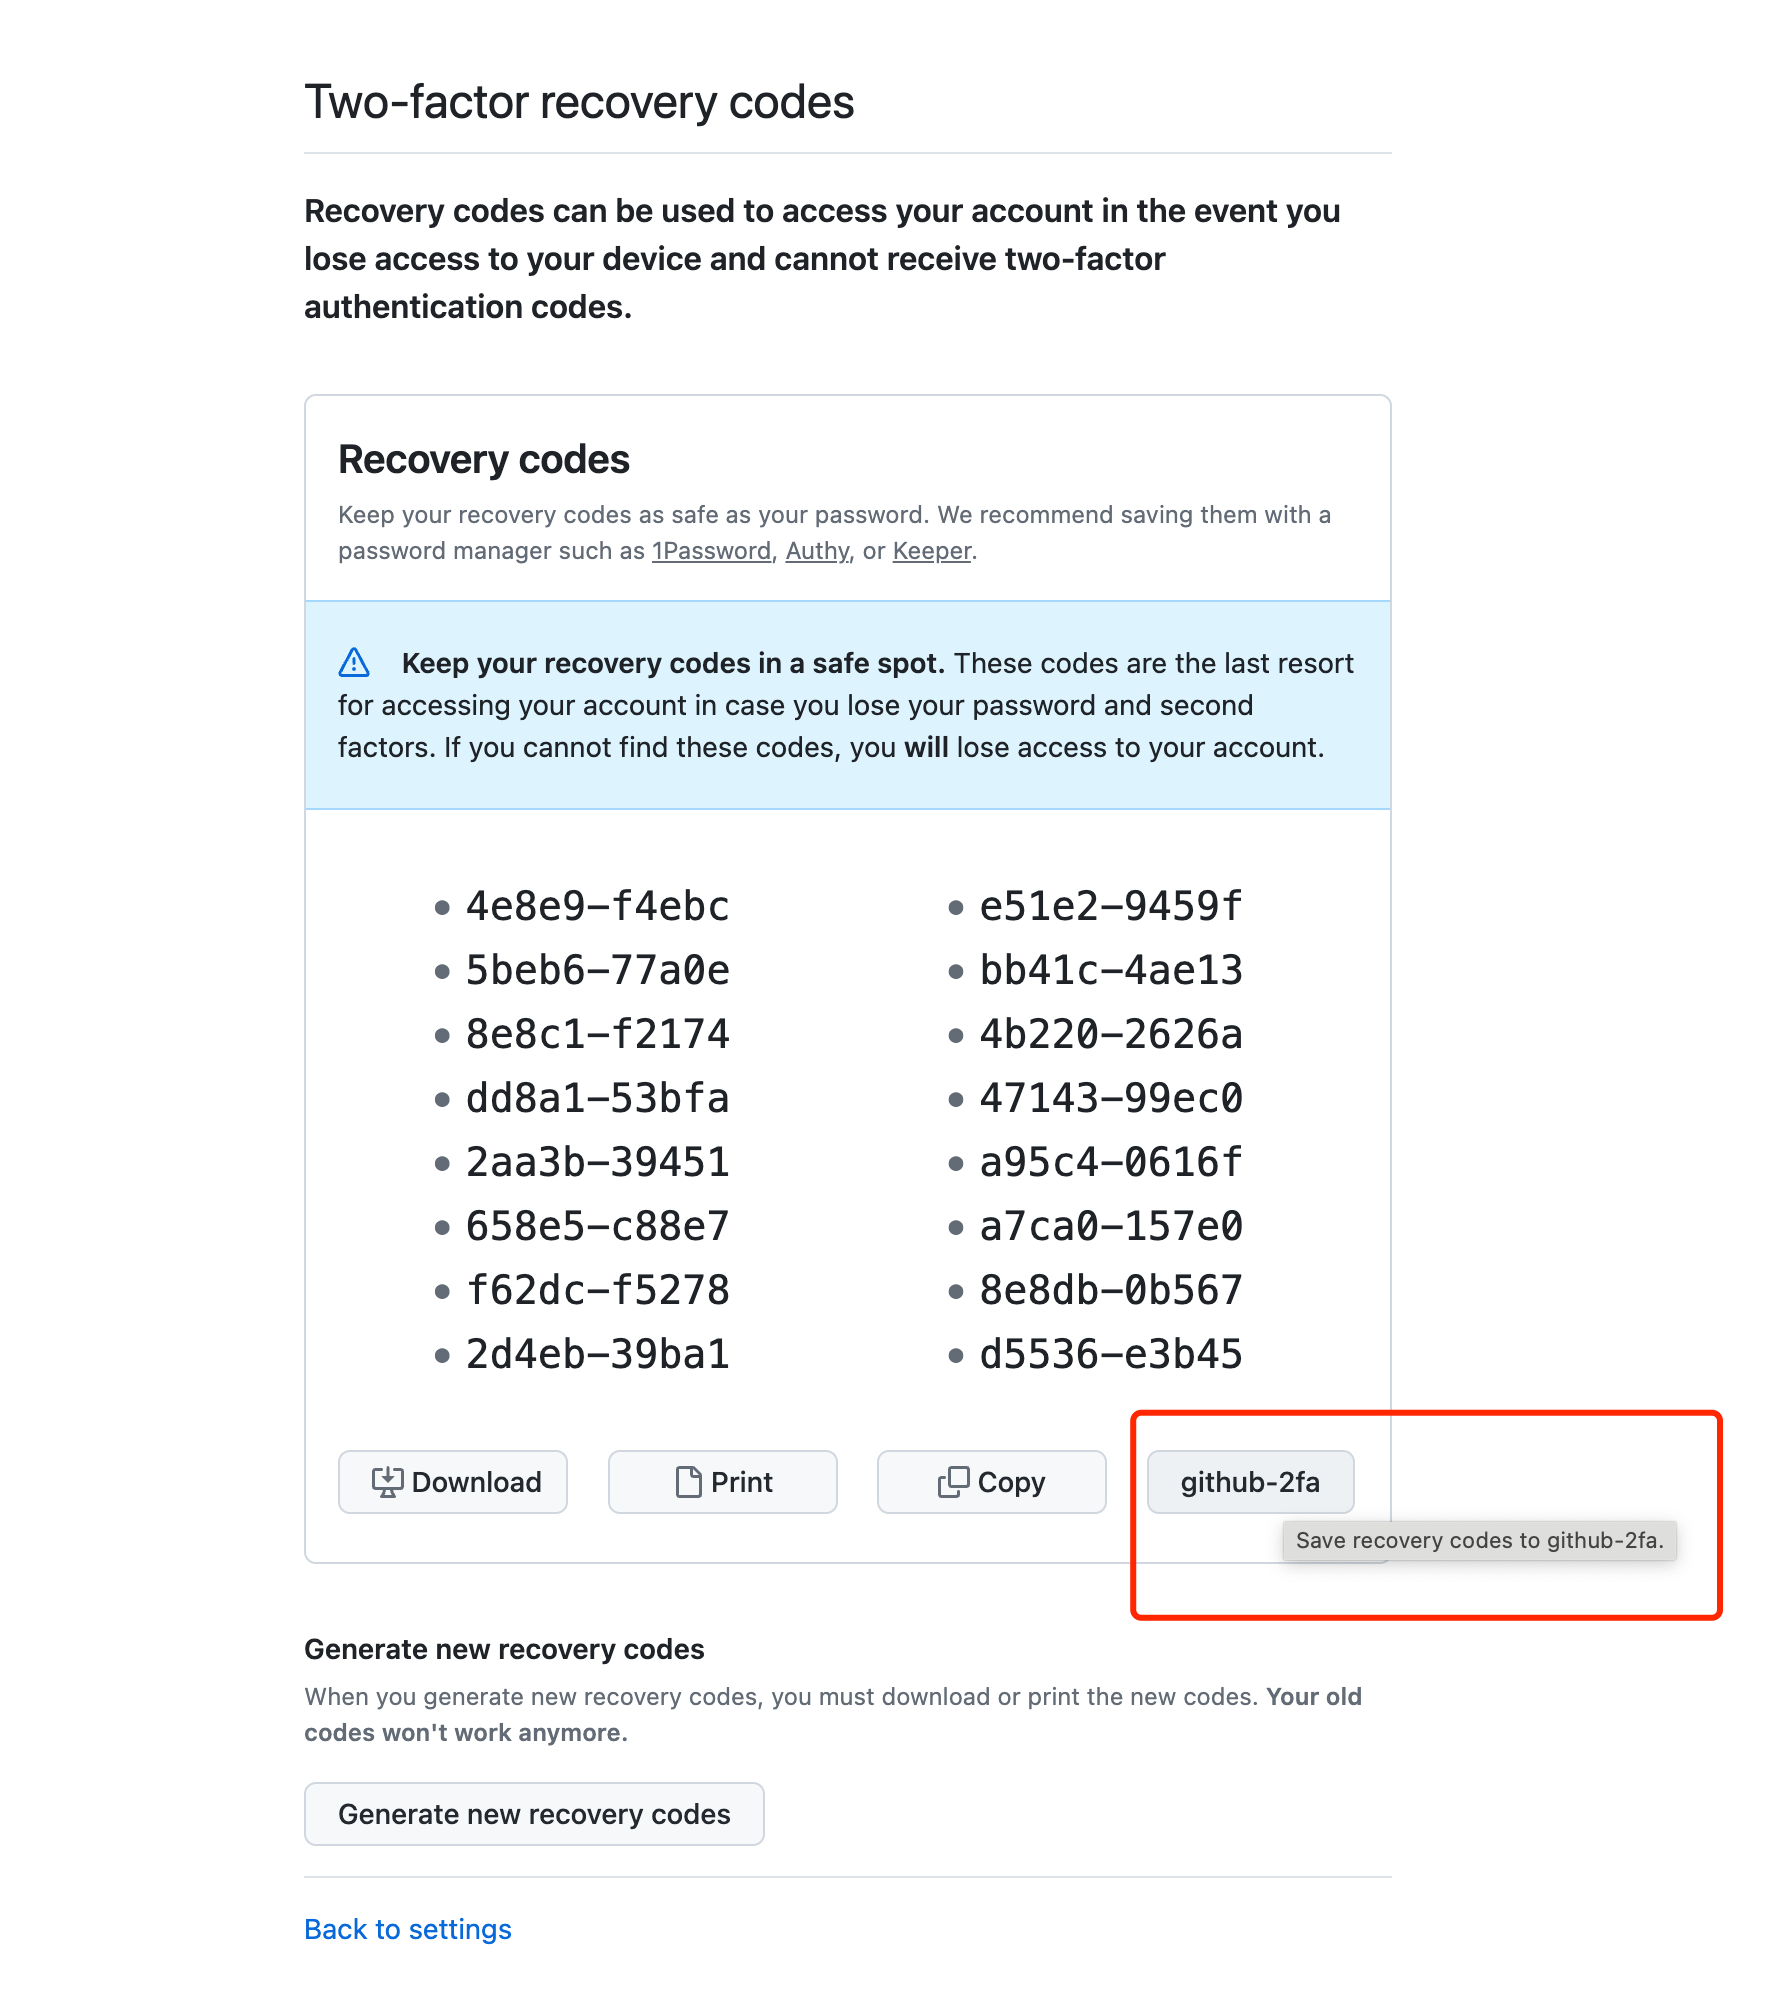 Two-factor recovery codes
Recovery codes can be used to access your account in the event you
lose access to your device and cannot receive two-factor
authentication codes.
Recovery codes
Keep your recovery codes as safe as your password. We recommend saving them with a
password manager such as 1Password, Authy, or Keeper.
Keep your recovery codes in a safe spot. These codes are the last resort
for accessing your account in case you lose your password and second
factors. If you cannot find these codes, you will lose access to your account.
4e8e9-f4ebc
5beb6-77a0e
8e8c1-f2174
dd8a1-53bfa
2aa3b-39451
658e5-c88e7
f62dc-f5278
2d4eb-39ba1
e51e2-9459f
bb41c-4ae13
4b220-2626a
47143-99ec0
a95c4-0616f
a7ca0-157e0
8e8db-0b567
d5536-e3b45
Download
Print
Copy
github-2fa
Save recovery codes to github-2fa.
Generate new recovery codes
When you generate new recovery codes, you must download or print the new codes. Your old
codes won't work anymore.
Generate new recovery codes
Back to settings